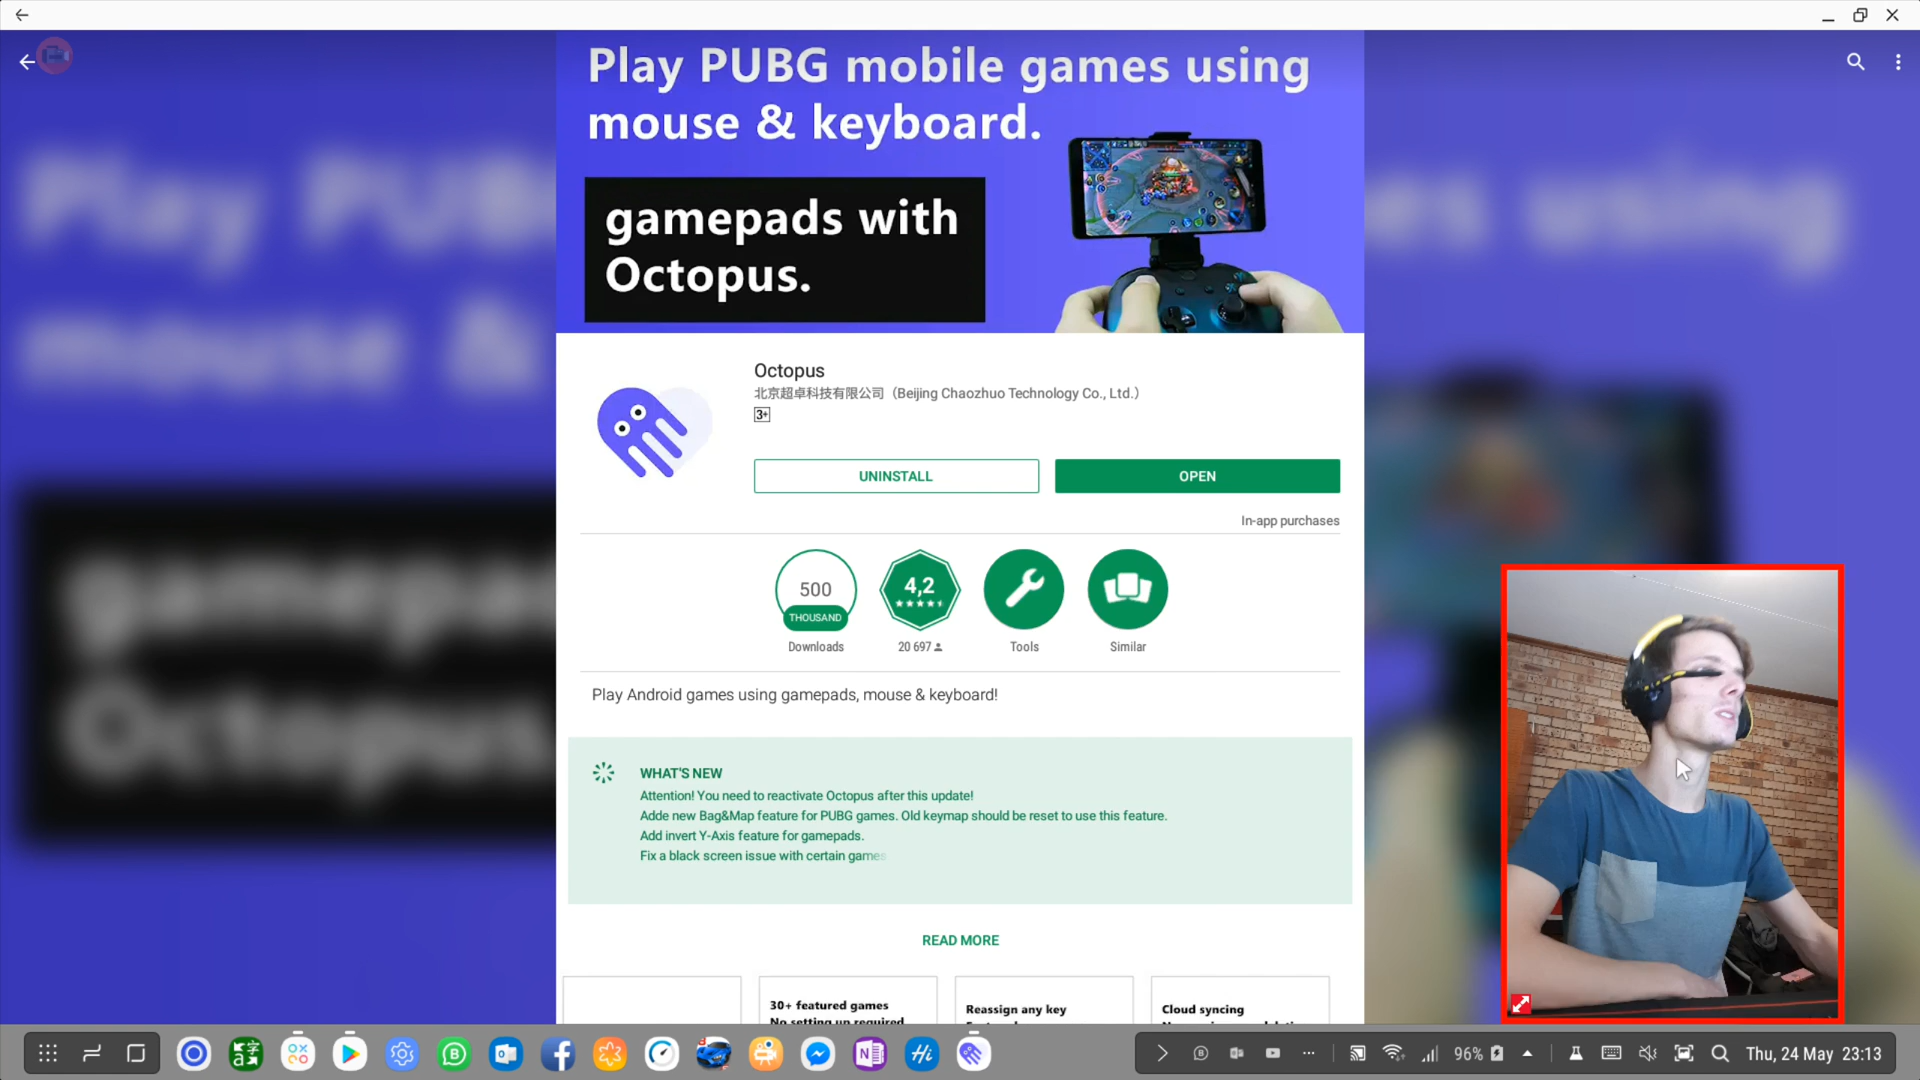 Play PUBG mobile games using
mouse & keyboard.
gamepads with
Octopus.
Octopus
北京超卓科技有限公司（Beijing Chaozhuo Technology Co., Ltd.）
3+
UNINSTALL
OPEN
In-app purchases
500
THOUSAND
Downloads
4,2
20 697
Tools
Similar
Play Android games using gamepads, mouse & keyboard!
WHAT'S NEW
Attention! You need to reactivate Octopus after this update!
Adde new Bag&Map feature for PUBG games. Old keymap should be reset to use this feature.
Add invert Y-Axis feature for gamepads.
Fix a black screen issue with certain games
READ MORE
30+ featured games
No setting up required
Reassign any key
Cloud syncing
96%
Thu, 24 May 23:13